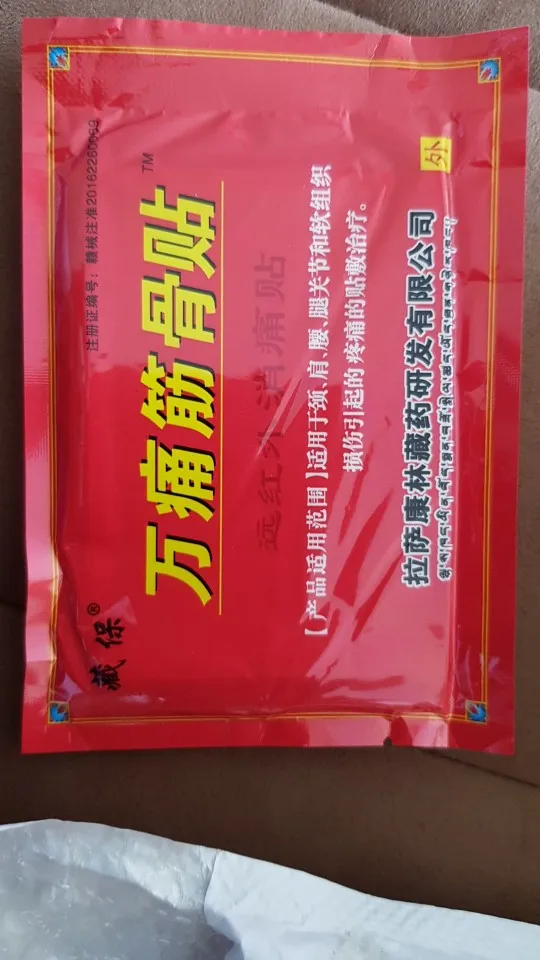 藏保®
注册证编号：赣械注准20162260069
万痛筋骨贴™
远红外消痛贴
【产品适用范围】适用于颈、肩、腰、腿关节和软组织
损伤引起的疼痛的贴敷治疗。
外
拉萨康林藏药研发有限公司